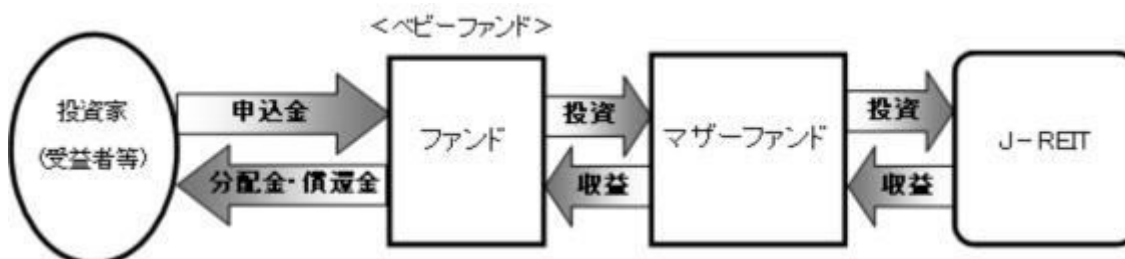 <ベビーファンド>
投資家
(受益者等)
申込金
分配金・償還金
ファンド
投資
収益
マザーファンド
投資
収益
J-REIT